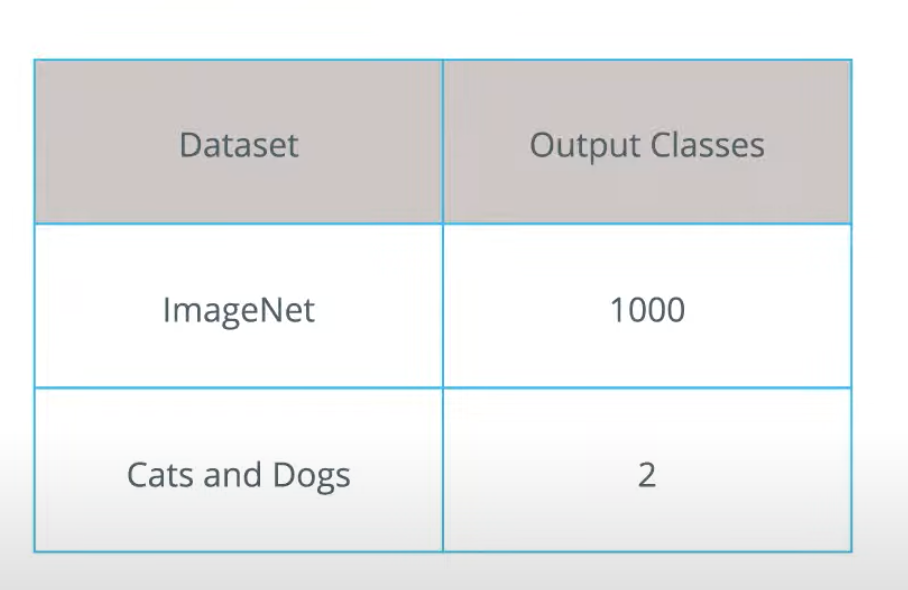 Dataset
Output Classes
ImageNet
1000
Cats and Dogs
2